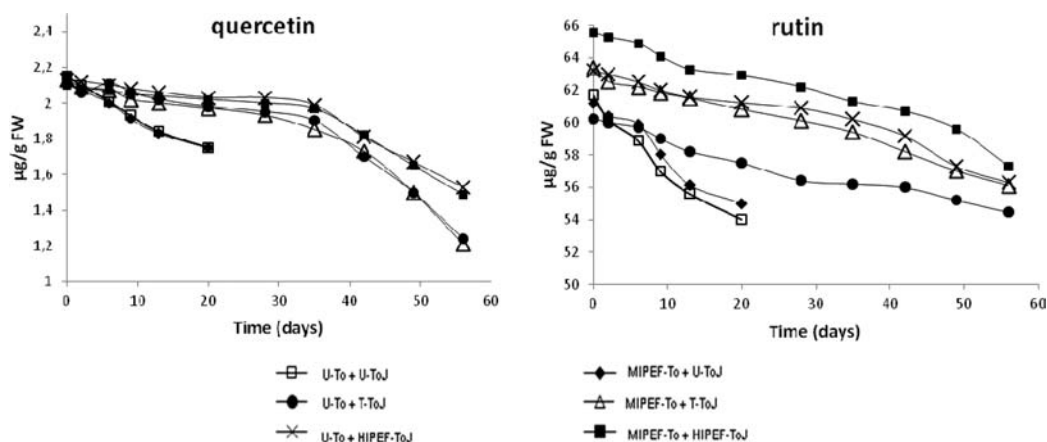 quercetin
2,4
2,2
2
1,8
1,6
1,4
1,2
1
µg/g FW
0 10 20 30 40 50 60
Time (days)
rutin
66
64
62
60
58
56
54
52
50
µg/g FW
0 10 20 30 40 50 60
Time (days)
U-To + U-ToJ
U-To + T-ToJ
U-To + HIPEF-ToJ
MIPEF-To + U-ToJ
MIPEF-To + T-ToJ
MIPEF-To + HIPEF-ToJ